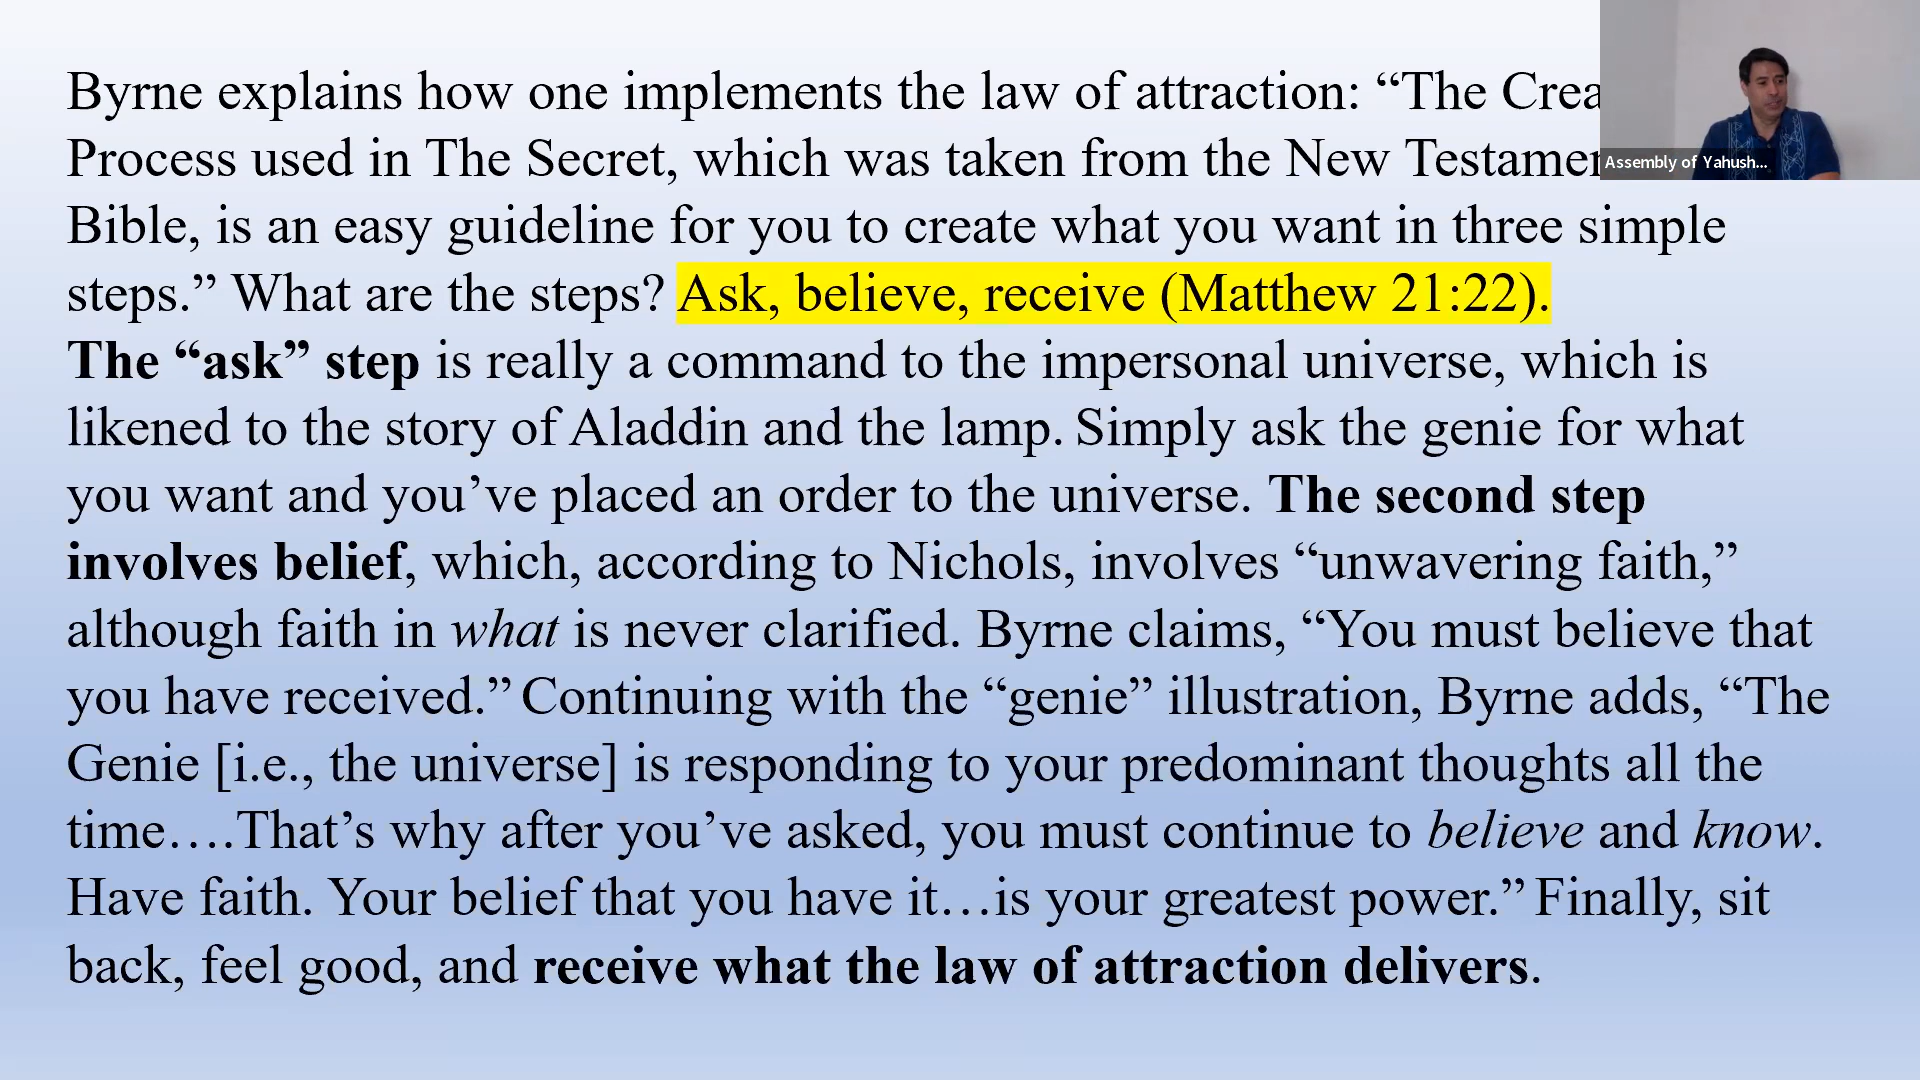 Byrne explains how one implements the law of attraction: “The Crea
Process used in The Secret, which was taken from the New Testamen
Bible, is an easy guideline for you to create what you want in three simple
steps.” What are the steps? Ask, believe, receive (Matthew 21:22).
The “ask” step is really a command to the impersonal universe, which is
likened to the story of Aladdin and the lamp. Simply ask the genie for what
you want and you’ve placed an order to the universe. The second step
involves belief, which, according to Nichols, involves “unwavering faith,”
although faith in what is never clarified. Byrne claims, “You must believe that
you have received.” Continuing with the “genie” illustration, Byrne adds, “The
Genie [i.e., the universe] is responding to your predominant thoughts all the
time….That’s why after you’ve asked, you must continue to believe and know.
Have faith. Your belief that you have it…is your greatest power.” Finally, sit
back, feel good, and receive what the law of attraction delivers.
Assembly of Yahush...